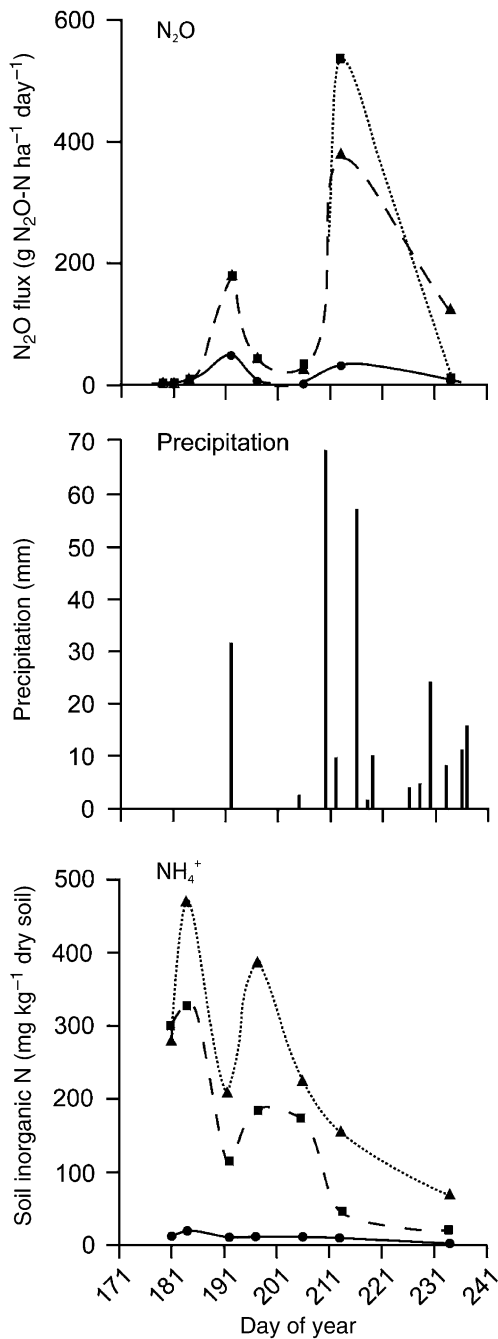 N₂O
N₂O flux (g N₂O-N ha⁻¹ day⁻¹)
600
400
200
0
Precipitation
Precipitation (mm)
70
60
50
40
30
20
10
0
NH₄⁺
Soil inorganic N (mg kg⁻¹ dry soil)
500
400
300
200
100
0
171 181 191 201 211 221 231 241
Day of year